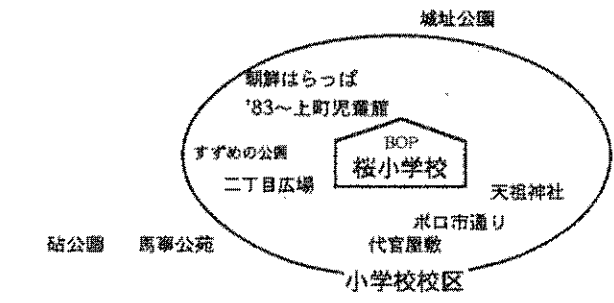 城址公園
朝鮮はらっぱ
'83～上町児童館
BOP
すずめの公園
桜小学校
二丁目広場
天祖神社
ボロ市通り
砧公園 馬事公苑 代官屋敷
小学校校区